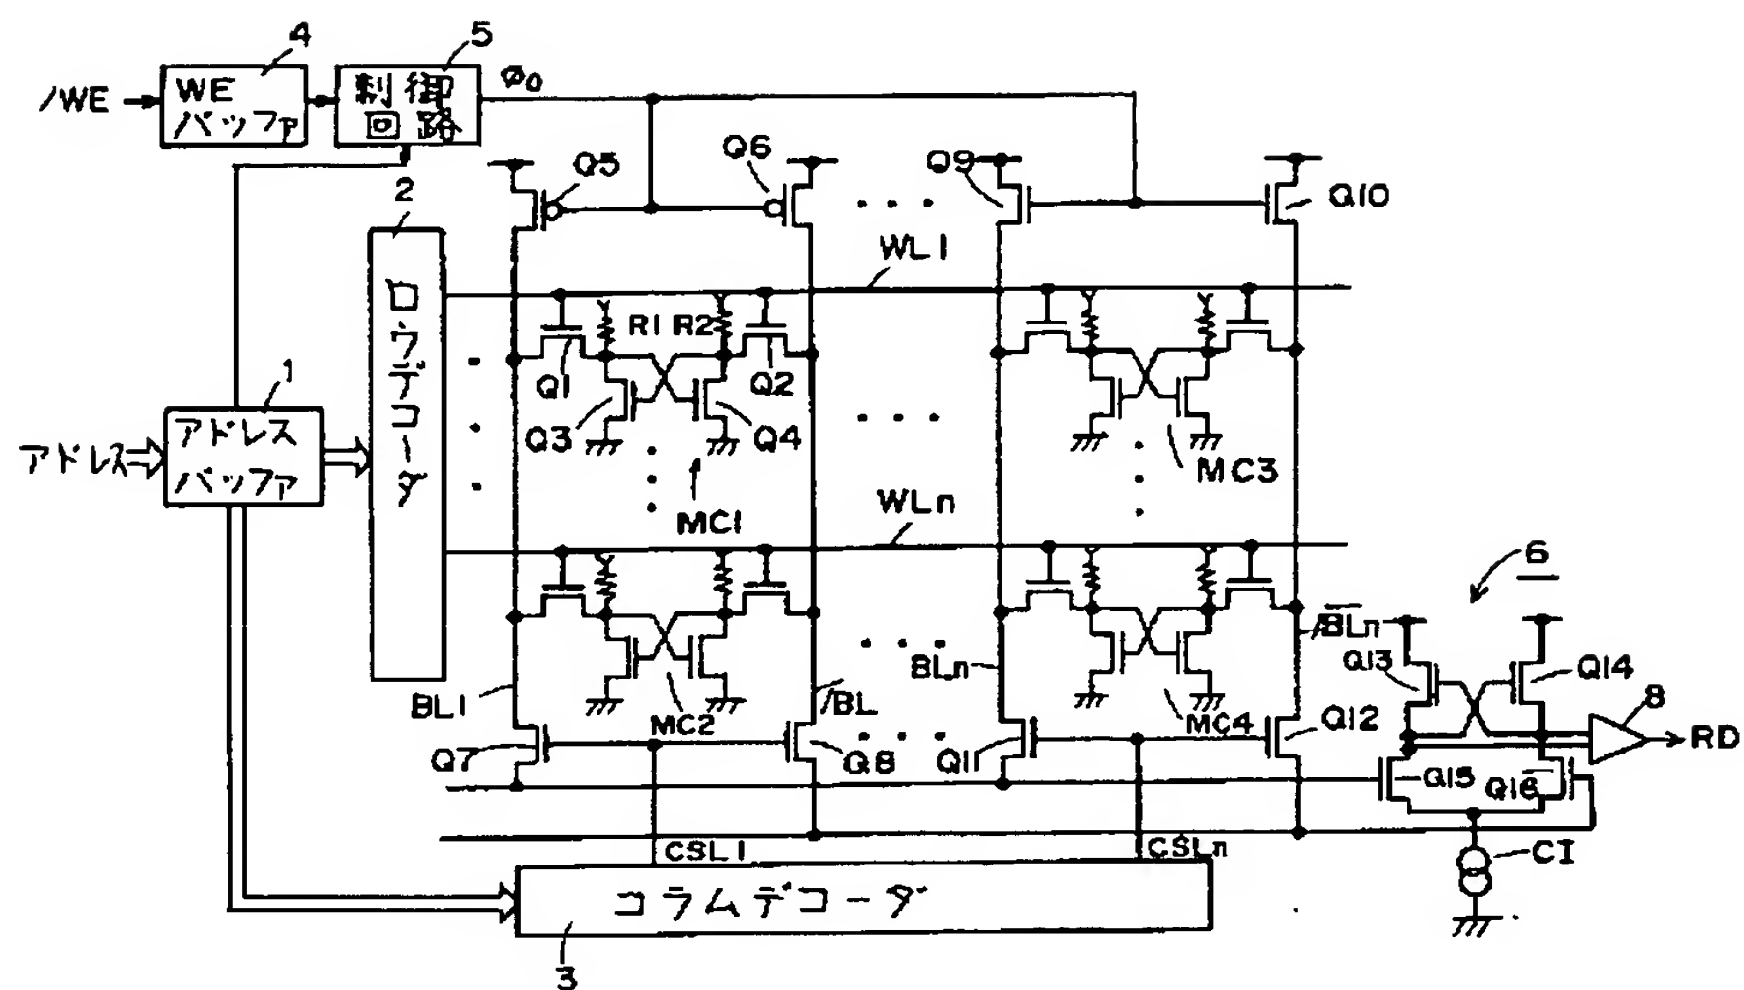 4
5
/WE
WE
バッファ
制御
回路
φ0
Q5
Q6
Q9
Q10
2
ロウデコーダ
WL1
R1 R2
Q1
Q2
Q3
Q4
MC1
MC3
1
アドレス
アドレス
バッファ
WLn
6
BL1
/BL
BLn
/BLn
MC2
MC4
Q7
Q8
Q11
Q12
Q13
Q14
8
RD
Q15
Q16
CSL1
CSLn
CI
コラムデコーダ
3